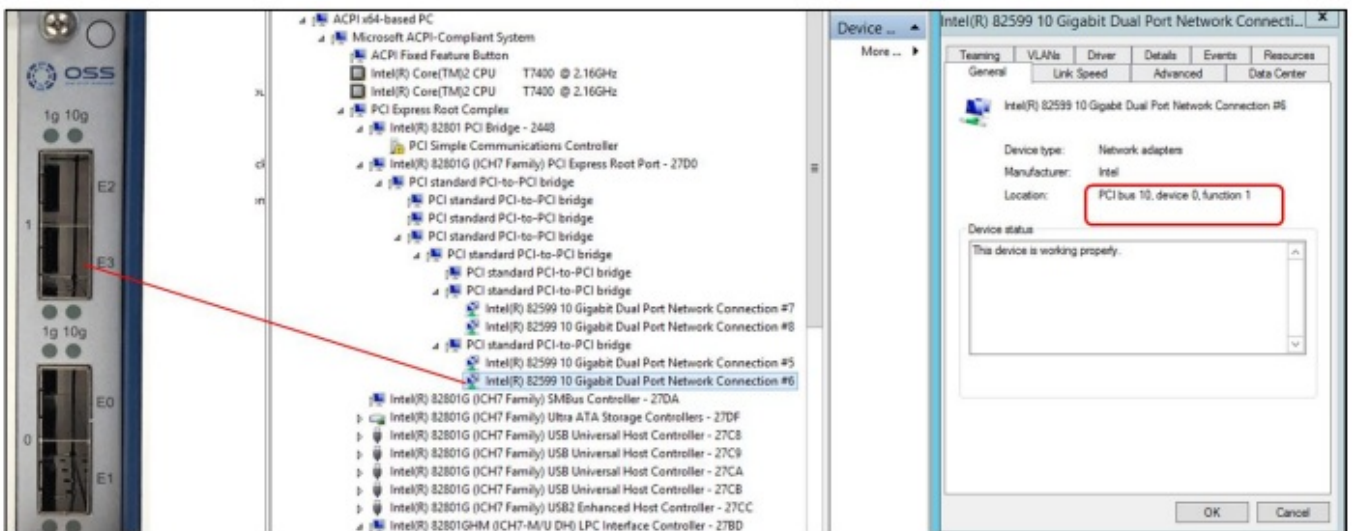 OSS
1g 10g
E2
1
E3
1g 10g
E0
0
E1
ACPI x64-based PC
Microsoft ACPI-Compliant System
ACPI Fixed Feature Button
Intel(R) Core(TM)2 CPU T7400 @ 2.16GHz
Intel(R) Core(TM)2 CPU T7400 @ 2.16GHz
PCI Express Root Complex
Intel(R) 82801 PCI Bridge - 2448
PCI Simple Communications Controller
Intel(R) 82801G (ICH7 Family) PCI Express Root Port - 27D0
PCI standard PCI-to-PCI bridge
PCI standard PCI-to-PCI bridge
PCI standard PCI-to-PCI bridge
PCI standard PCI-to-PCI bridge
PCI standard PCI-to-PCI bridge
PCI standard PCI-to-PCI bridge
PCI standard PCI-to-PCI bridge
Intel(R) 82599 10 Gigabit Dual Port Network Connection #7
Intel(R) 82599 10 Gigabit Dual Port Network Connection #8
PCI standard PCI-to-PCI bridge
Intel(R) 82599 10 Gigabit Dual Port Network Connection #5
Intel(R) 82599 10 Gigabit Dual Port Network Connection #6
Intel(R) 82801G (ICH7 Family) SMBus Controller - 27DA
Intel(R) 82801G (ICH7 Family) Ultra ATA Storage Controllers - 27DF
Intel(R) 82801G (ICH7 Family) USB Universal Host Controller - 27C8
Intel(R) 82801G (ICH7 Family) USB Universal Host Controller - 27C9
Intel(R) 82801G (ICH7 Family) USB Universal Host Controller - 27CA
Intel(R) 82801G (ICH7 Family) USB Universal Host Controller - 27CB
Intel(R) 82801G (ICH7 Family) USB2 Enhanced Host Controller - 27CC
Intel(R) 82801GHM (ICH7-M/U DH) LPC Interface Controller - 27BD
Device ...
More ...
Intel(R) 82599 10 Gigabit Dual Port Network Connecti... X
Teaming VLANs Driver Details Events Resources
General Link Speed Advanced Data Center
Intel(R) 82599 10 Gigabit Dual Port Network Connection #6
Device type: Network adapters
Manufacturer: Intel
Location: PCI bus 10, device 0, function 1
Device status
This device is working properly.
OK Cancel